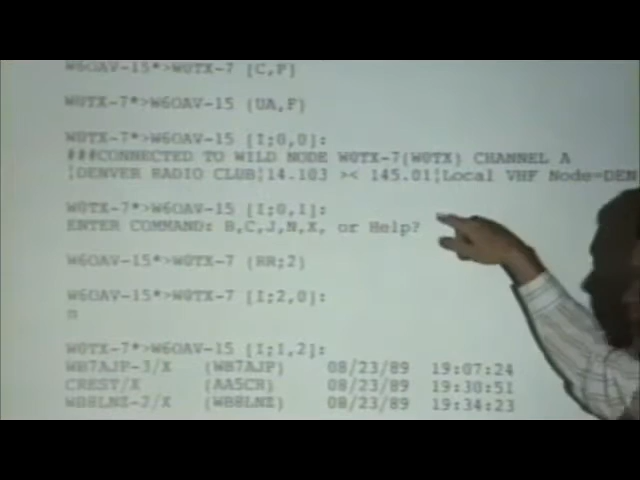 W6OAV-15*>W0TX-7 [C,P]
W0TX-7*>W6OAV-15 (UA,F)
W0TX-7*>W6OAV-15 [I;0,0]:
###CONNECTED TO WILD NODE W0TX-7(W0TX) CHANNEL A
¦DENVER RADIO CLUB¦14.103 >< 145.01¦Local VHF Node=DEN
W0TX-7*>W6OAV-15 [I;0,1]:
ENTER COMMAND: B,C,J,N,X, or Help?
W6OAV-15*>W0TX-7 (RR;2)
W6OAV-15*>W0TX-7 [I;2,0]:
n
W0TX-7*>W6OAV-15 [I;1,2]:
WB7AJP-3/X (WB7AJP) 08/23/89 19:07:24
CREST/X (AA5CR) 08/23/89 19:30:51
WB8LNZ-2/X (WB8LNZ) 08/23/89 19:34:23